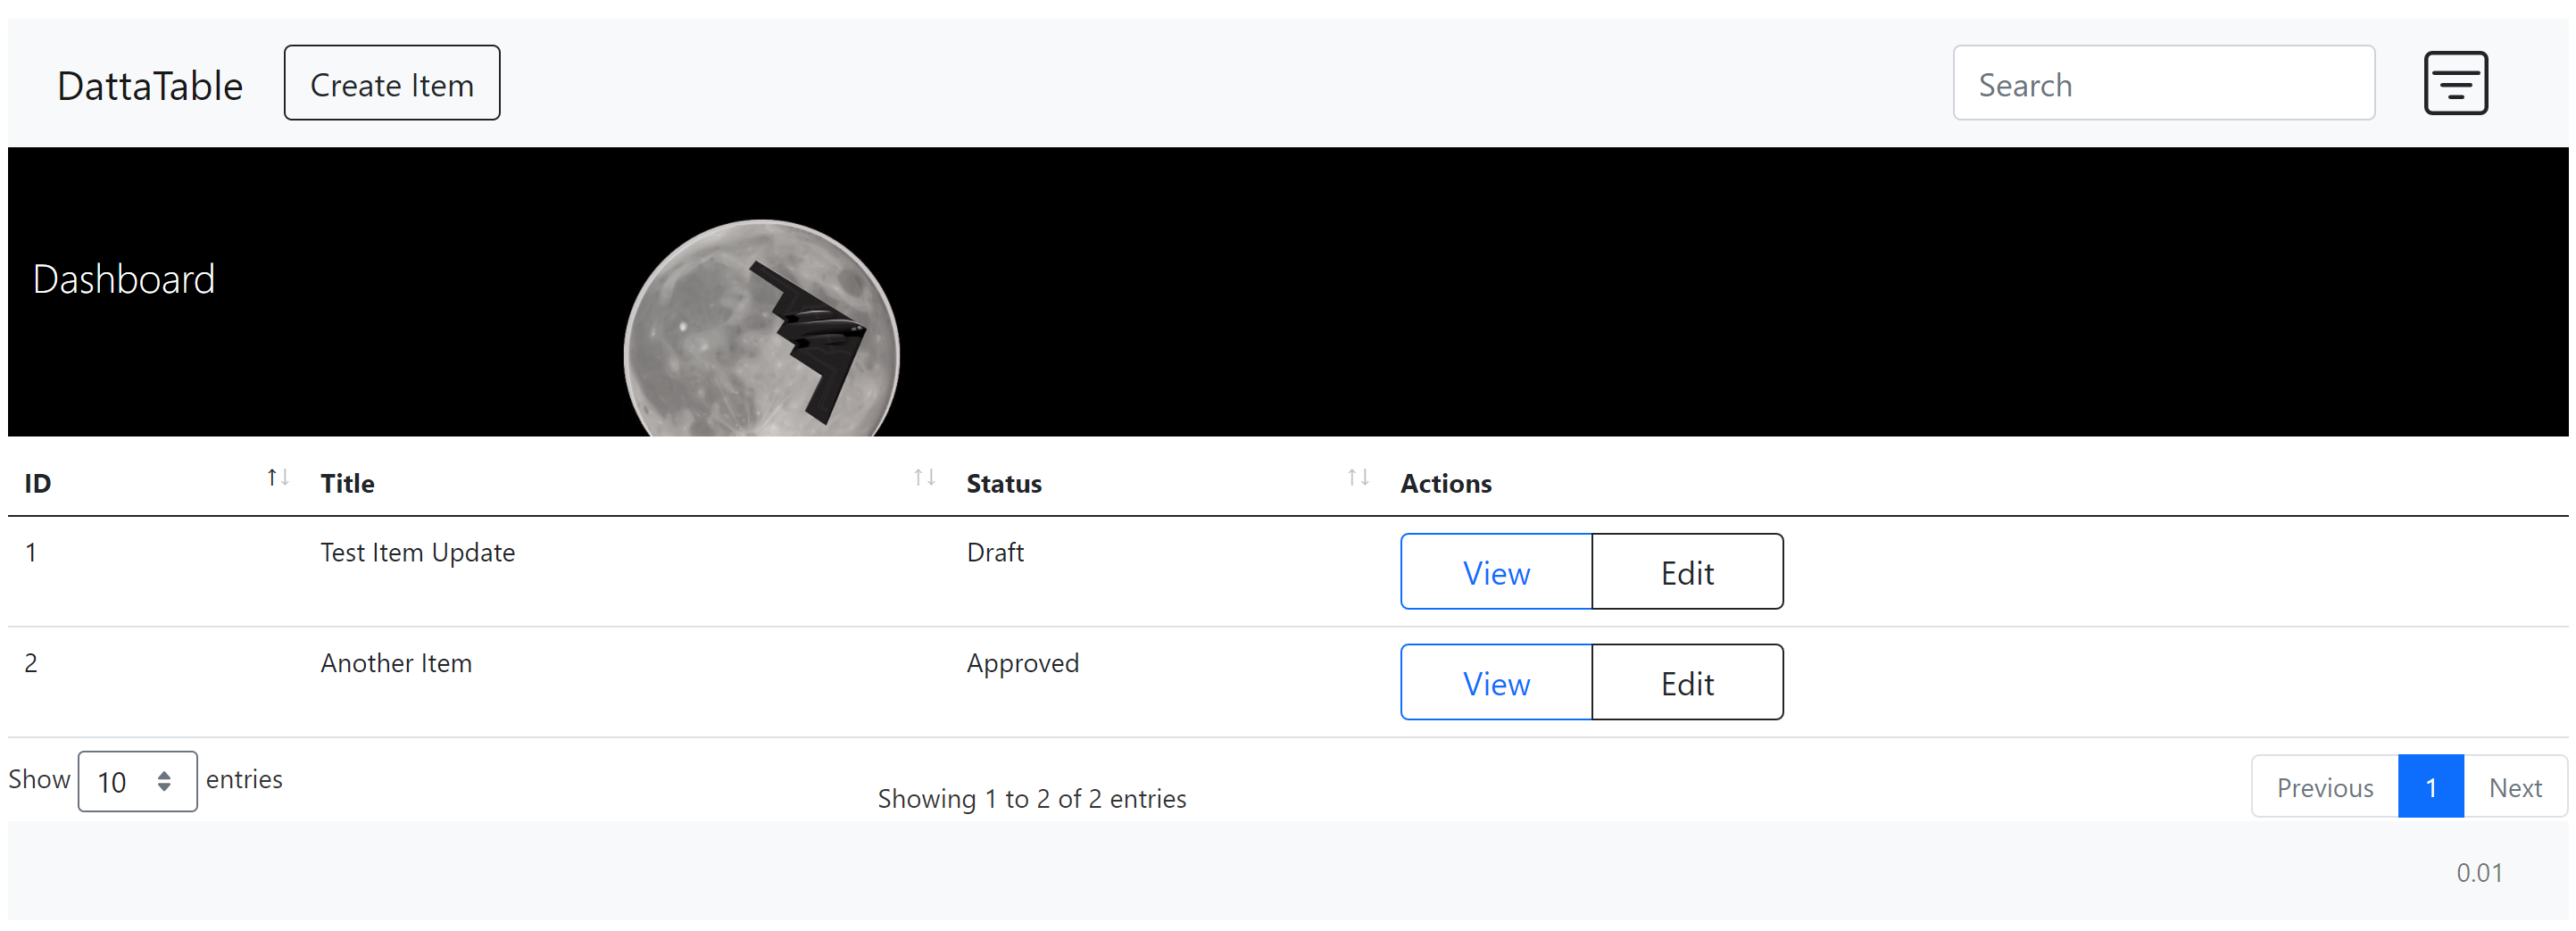 DattaTable Create Item Search
Dashboard
ID Title Status Actions
1 Test Item Update Draft View Edit
2 Another Item Approved View Edit
Show 10 entries Showing 1 to 2 of 2 entries Previous 1 Next
0.01